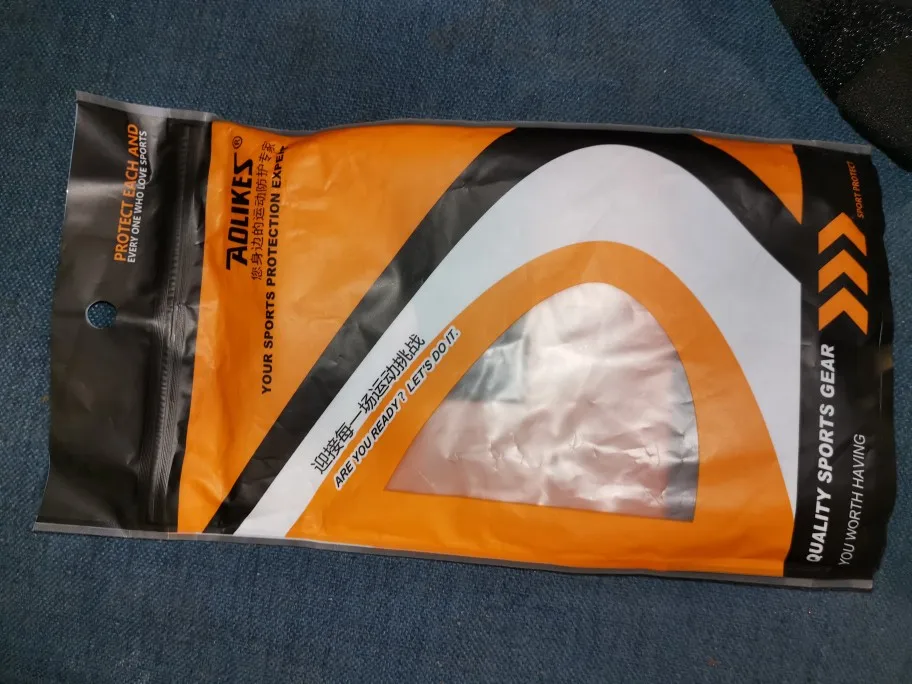 PROTECT EACH AND
EVERY ONE WHO LOVE SPORTS
AOLIKES®
您身边的运动防护专家
YOUR SPORTS PROTECTION EXPER
迎接每一场运动挑战
ARE YOU READY? LET'S DO IT.
SPORT PROTECT
QUALITY SPORTS GEAR
YOU WORTH HAVING